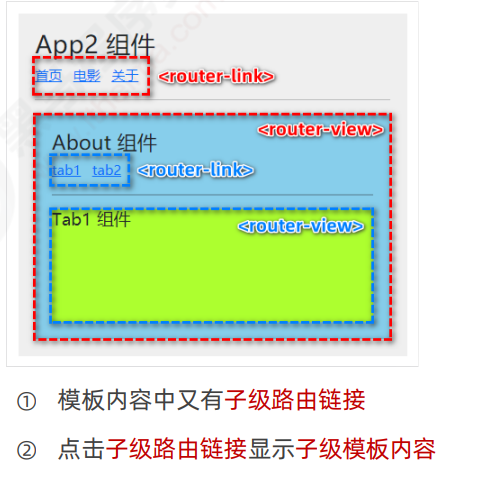 App2 组件
首页 电影 关于 <router-link>
<router-view>
About 组件
tab1 tab2 <router-link>
Tab1 组件
<router-view>
① 模板内容中又有子级路由链接
② 点击子级路由链接显示子级模板内容